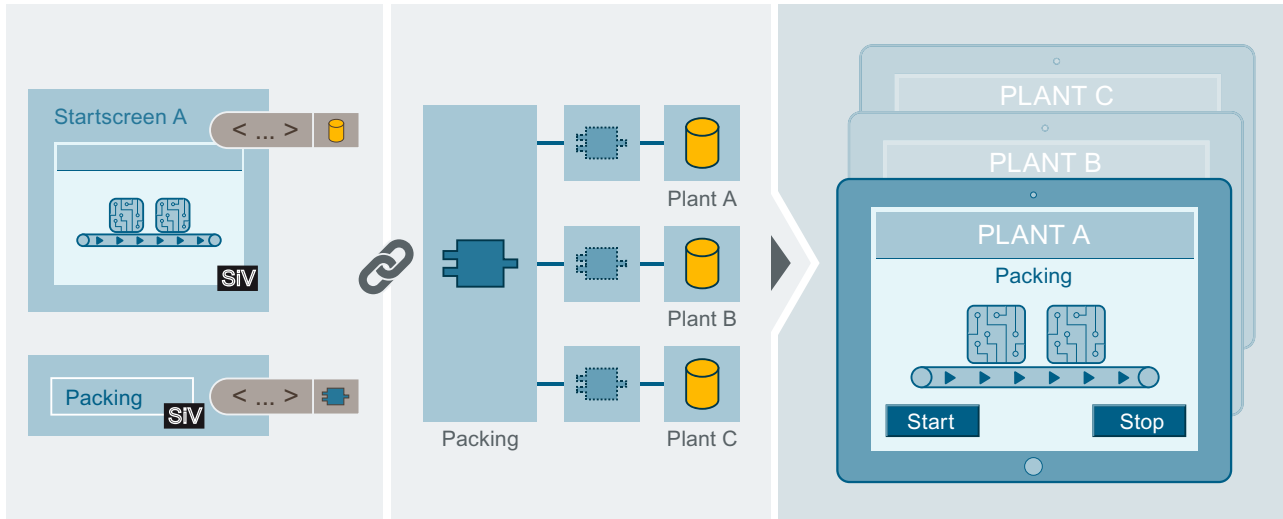 Startscreen A
< ... >
SiV
Packing
< ... >
SiV
Plant A
Plant B
Plant C
Packing
PLANT C
PLANT B
PLANT A
Packing
Start
Stop